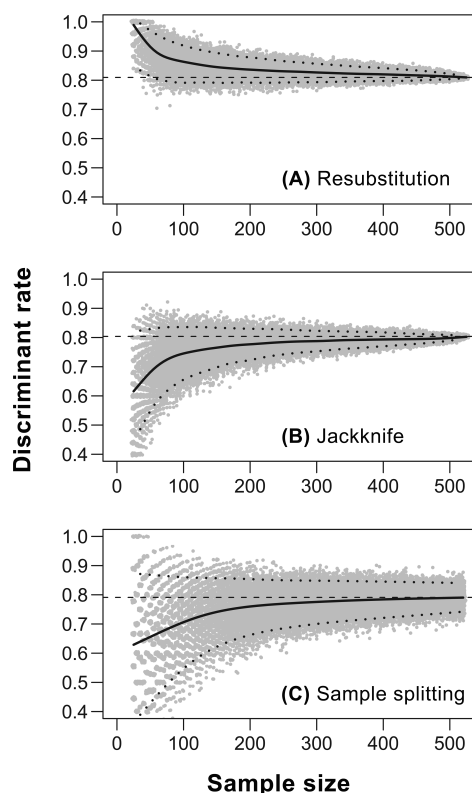 Discriminant rate
1.0
0.9
0.8
0.7
0.6
0.5
0.4
(A) Resubstitution
0 100 200 300 400 500
1.0
0.9
0.8
0.7
0.6
0.5
0.4
(B) Jackknife
0 100 200 300 400 500
1.0
0.9
0.8
0.7
0.6
0.5
0.4
(C) Sample splitting
0 100 200 300 400 500
Sample size